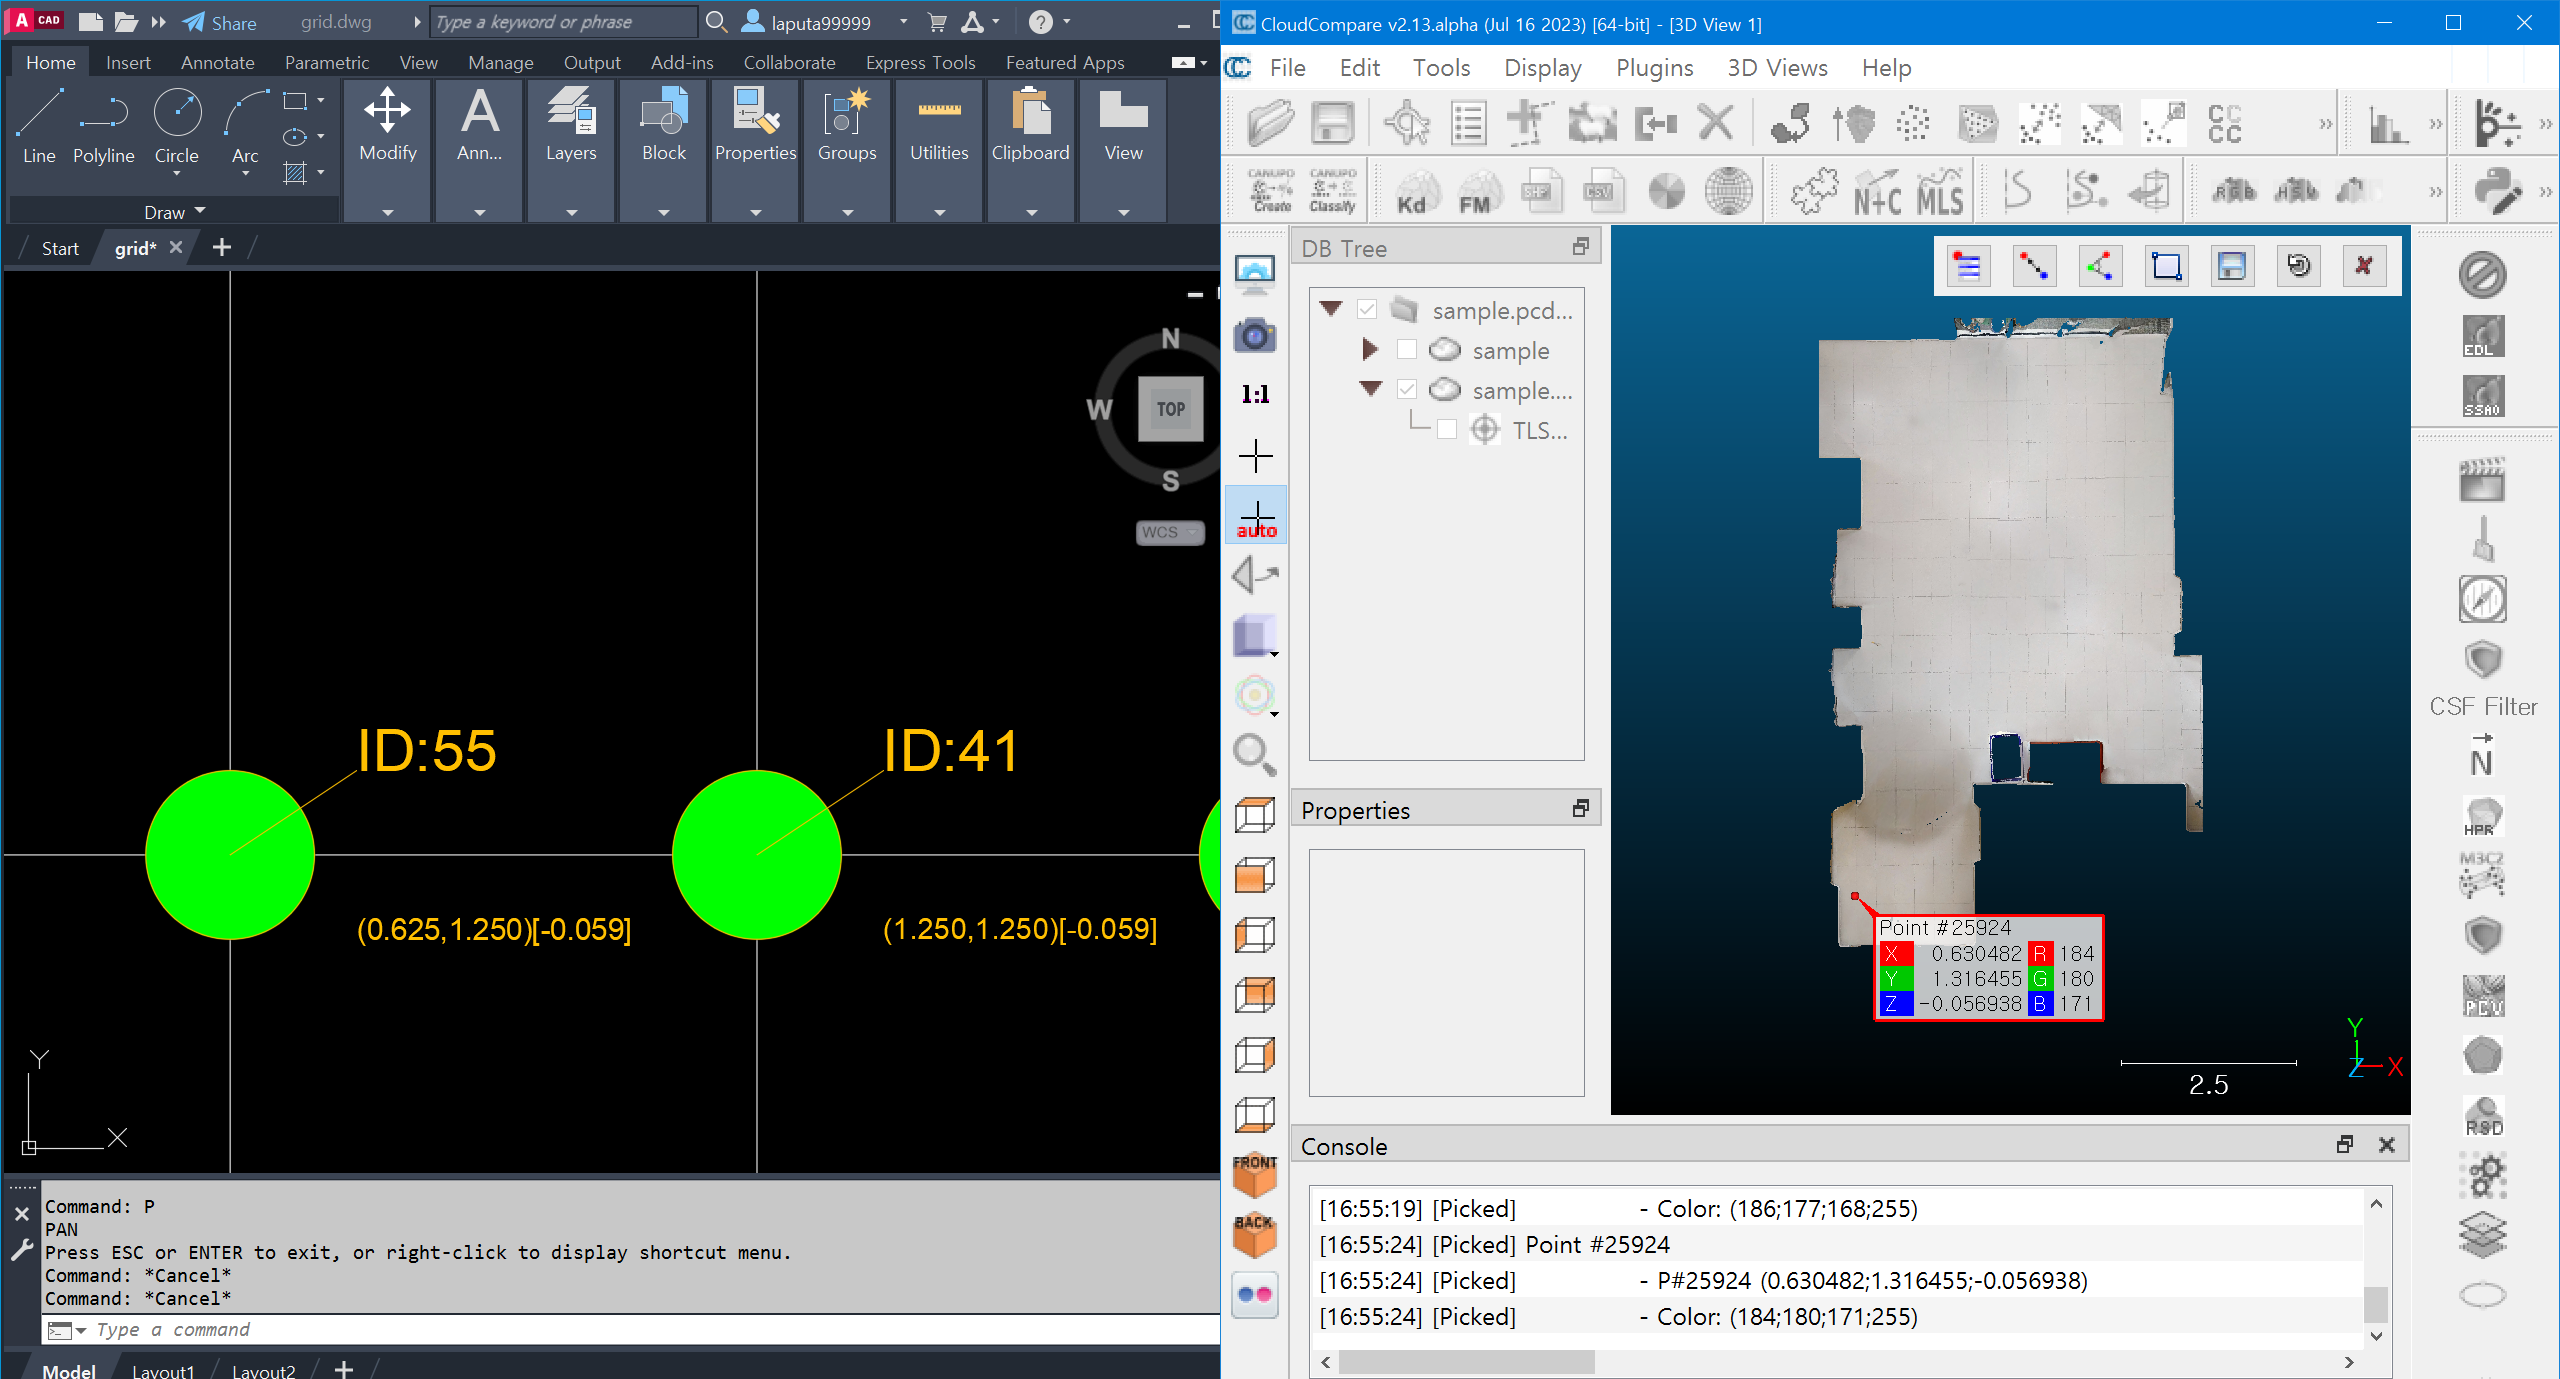 A CAD Share grid.dwg Type a keyword or phrase laputa99999
Home Insert Annotate Parametric View Manage Output Add-ins Collaborate Express Tools Featured Apps
Line Polyline Circle Arc Modify Ann... Layers Block Properties Groups Utilities Clipboard View
Draw
Start grid*
N
W TOP
S
WCS
ID:55 ID:41
(0.625,1.250)[-0.059] (1.250,1.250)[-0.059]
Y
X
Command: P
PAN
Press ESC or ENTER to exit, or right-click to display shortcut menu.
Command: *Cancel*
Command: *Cancel*
Type a command
Model Layout1 Layout2
CloudCompare v2.13.alpha (Jul 16 2023) [64-bit] - [3D View 1]
File Edit Tools Display Plugins 3D Views Help
CC
CC
CANUPO Create CANUPO Classify Kd FM SHP CSV N+C MLS RGB HSV
DB Tree
sample.pcd...
sample
sample....
TLS...
1:1
auto
Properties
FRONT
BACK
Point #25924
X 0.630482 R 184
Y 1.316455 G 180
Z -0.056938 B 171
2.5
Y
Z X
EDL
SSAO
CSF Filter
N
HPR
M3C2
PCV
RSD
Console
[16:55:19] [Picked] - Color: (186;177;168;255)
[16:55:24] [Picked] Point #25924
[16:55:24] [Picked] - P#25924 (0.630482;1.316455;-0.056938)
[16:55:24] [Picked] - Color: (184;180;171;255)